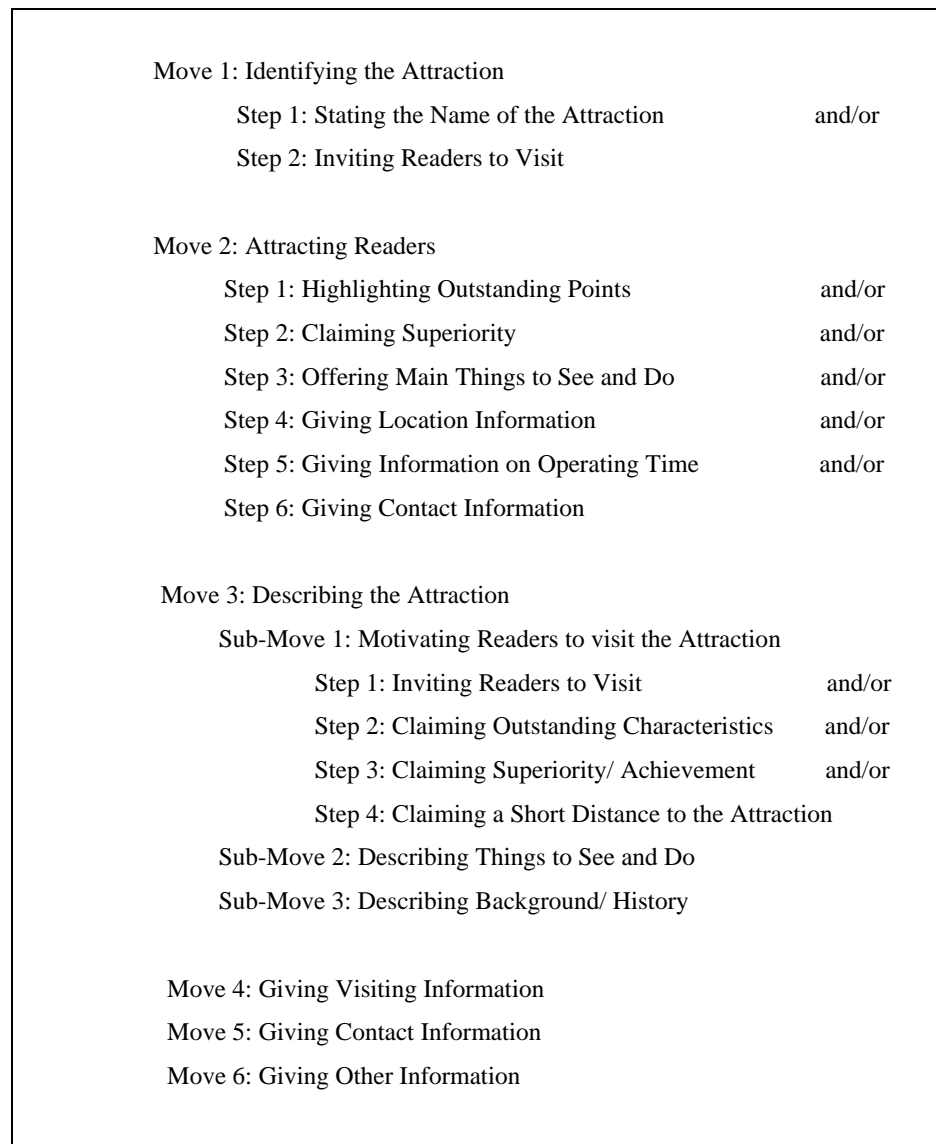 Move 1: Identifying the Attraction
Step 1: Stating the Name of the Attraction and/or
Step 2: Inviting Readers to Visit
Move 2: Attracting Readers
Step 1: Highlighting Outstanding Points and/or
Step 2: Claiming Superiority and/or
Step 3: Offering Main Things to See and Do and/or
Step 4: Giving Location Information and/or
Step 5: Giving Information on Operating Time and/or
Step 6: Giving Contact Information
Move 3: Describing the Attraction
Sub-Move 1: Motivating Readers to visit the Attraction
Step 1: Inviting Readers to Visit and/or
Step 2: Claiming Outstanding Characteristics and/or
Step 3: Claiming Superiority/ Achievement and/or
Step 4: Claiming a Short Distance to the Attraction
Sub-Move 2: Describing Things to See and Do
Sub-Move 3: Describing Background/ History
Move 4: Giving Visiting Information
Move 5: Giving Contact Information
Move 6: Giving Other Information